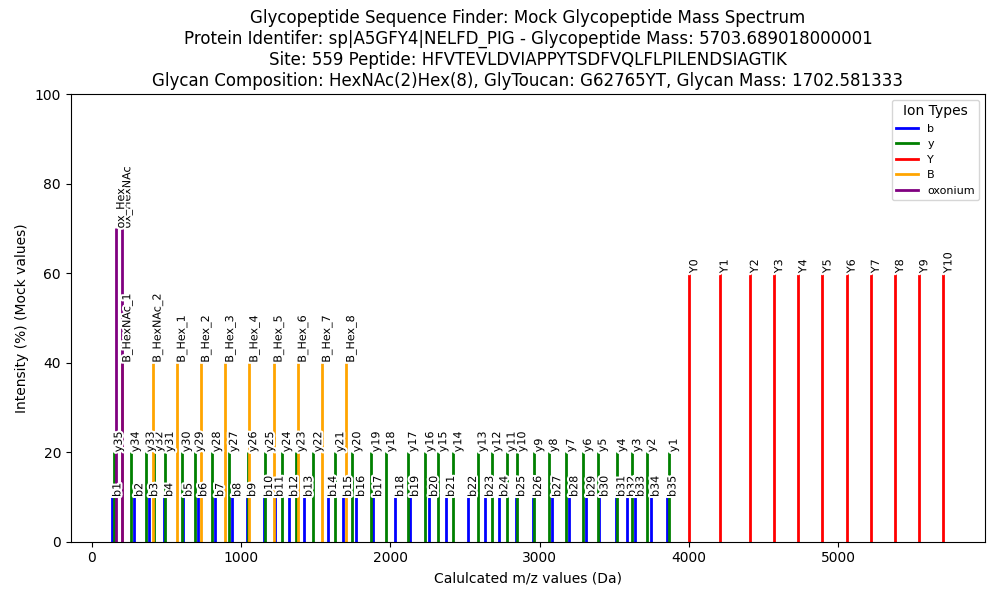 Glycopeptide Sequence Finder: Mock Glycopeptide Mass Spectrum
Protein Identifer: sp|A5GFY4|NELFD_PIG - Glycopeptide Mass: 5703.689018000001
Site: 559 Peptide: HFVTEVLDVIAPPYTSDFVQLFLPILENDSIAGTIK
Glycan Composition: HexNAc(2)Hex(8), GlyToucan: G62765YT, Glycan Mass: 1702.581333
Intensity (%) (Mock values)
100
80
60
40
20
0
Ion Types
b
y
Y
B
oxonium
ox_Hex
ox_HexNAc
Y0
Y1
Y2
Y3
Y4
Y5
Y6
Y7
Y8
Y9
Y10
B_HexNAc_1
B_HexNAc_2
B_Hex_1
B_Hex_2
B_Hex_3
B_Hex_4
B_Hex_5
B_Hex_6
B_Hex_7
B_Hex_8
y35
y34
y33
y32
y31
y30
y29
y28
y27
y26
y25
y24
y23
y22
y21
y20
y19
y18
y17
y16
y15
y14
y13
y12
y11
y10
y9
y8
y7
y6
y5
y4
y3
y2
y1
b1
b2
b3
b4
b5
b6
b7
b8
b9
b10
b11
b12
b13
b14
b15
b16
b17
b18
b19
b20
b21
b22
b23
b24
b25
b26
b27
b28
b29
b30
b31
b32
b33
b34
b35
0
1000
2000
3000
4000
5000
Calulcated m/z values (Da)